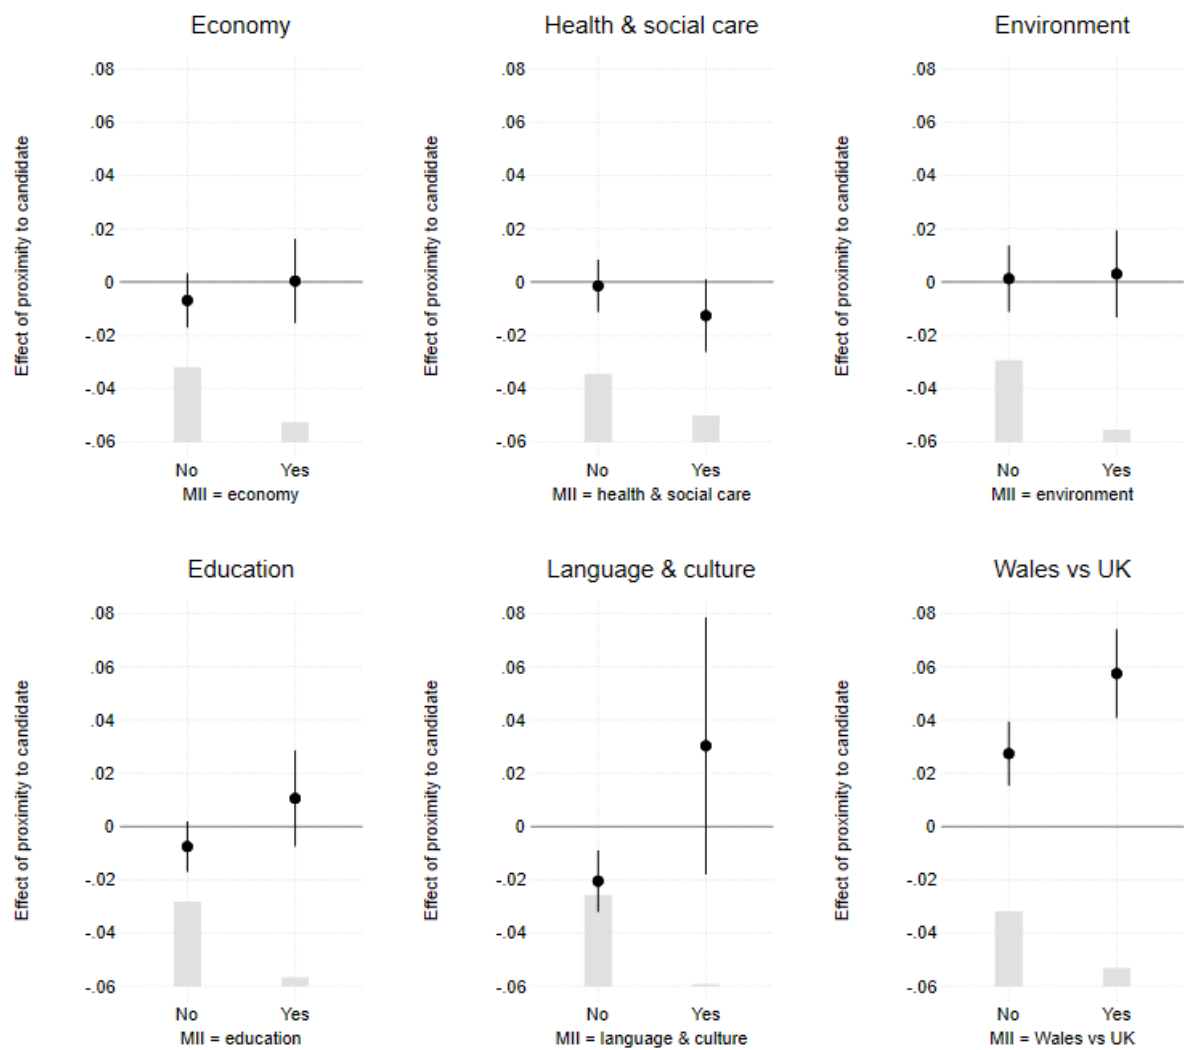 Economy
Effect of proximity to candidate
.08
.06
.04
.02
0
-.02
-.04
-.06
No Yes
MII = economy
Health & social care
Effect of proximity to candidate
.08
.06
.04
.02
0
-.02
-.04
-.06
No Yes
MII = health & social care
Environment
Effect of proximity to candidate
.08
.06
.04
.02
0
-.02
-.04
-.06
No Yes
MII = environment
Education
Effect of proximity to candidate
.08
.06
.04
.02
0
-.02
-.04
-.06
No Yes
MII = education
Language & culture
Effect of proximity to candidate
.08
.06
.04
.02
0
-.02
-.04
-.06
No Yes
MII = language & culture
Wales vs UK
Effect of proximity to candidate
.08
.06
.04
.02
0
-.02
-.04
-.06
No Yes
MII = Wales vs UK